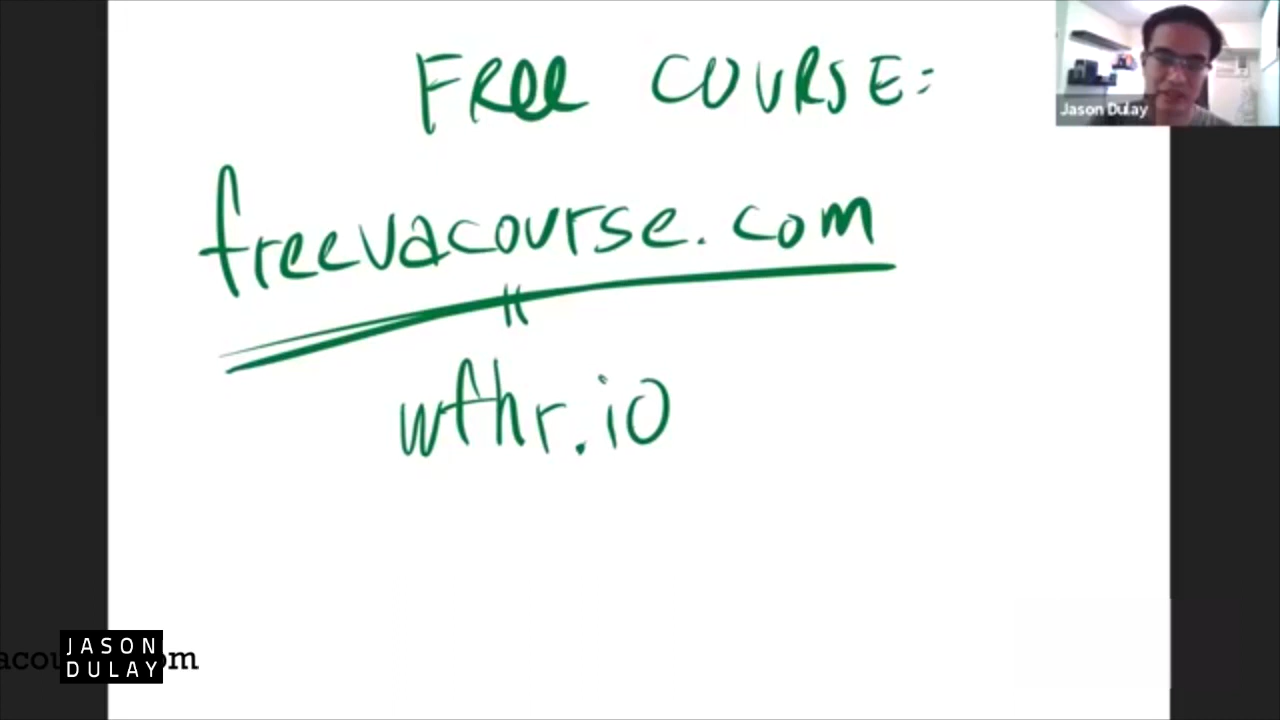 FREE COURSE:
Jason Dulay
freevacourse.com
"
wfhr.io
JASON
DULAY